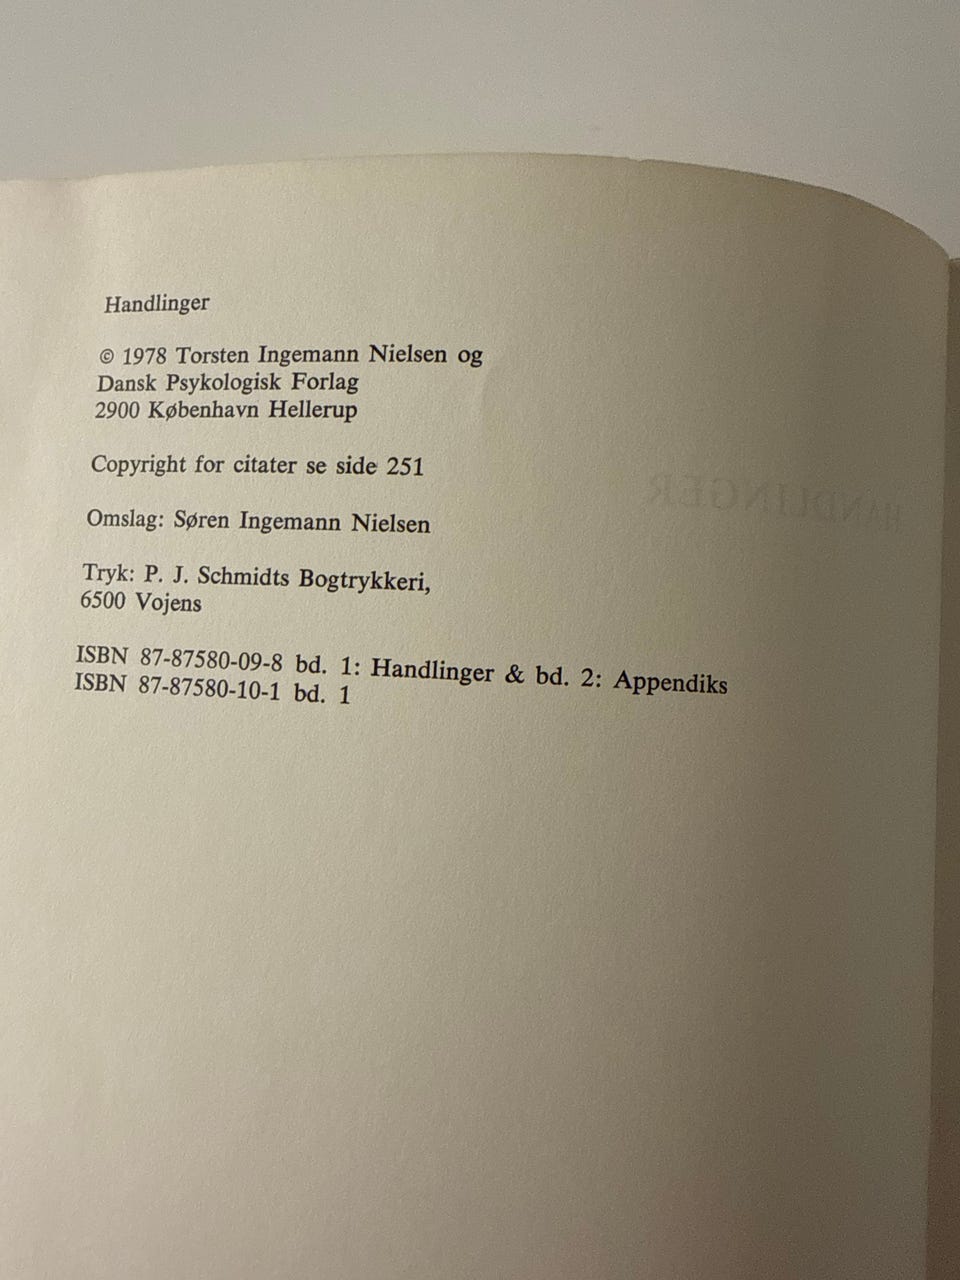 Handlinger
© 1978 Torsten Ingemann Nielsen og
Dansk Psykologisk Forlag
2900 København Hellerup
Copyright for citater se side 251
Omslag: Søren Ingemann Nielsen
Tryk: P. J. Schmidts Bogtrykkeri,
6500 Vojens
ISBN 87-87580-09-8 bd. 1: Handlinger & bd. 2: Appendiks
ISBN 87-87580-10-1 bd. 1
HANDLINGER